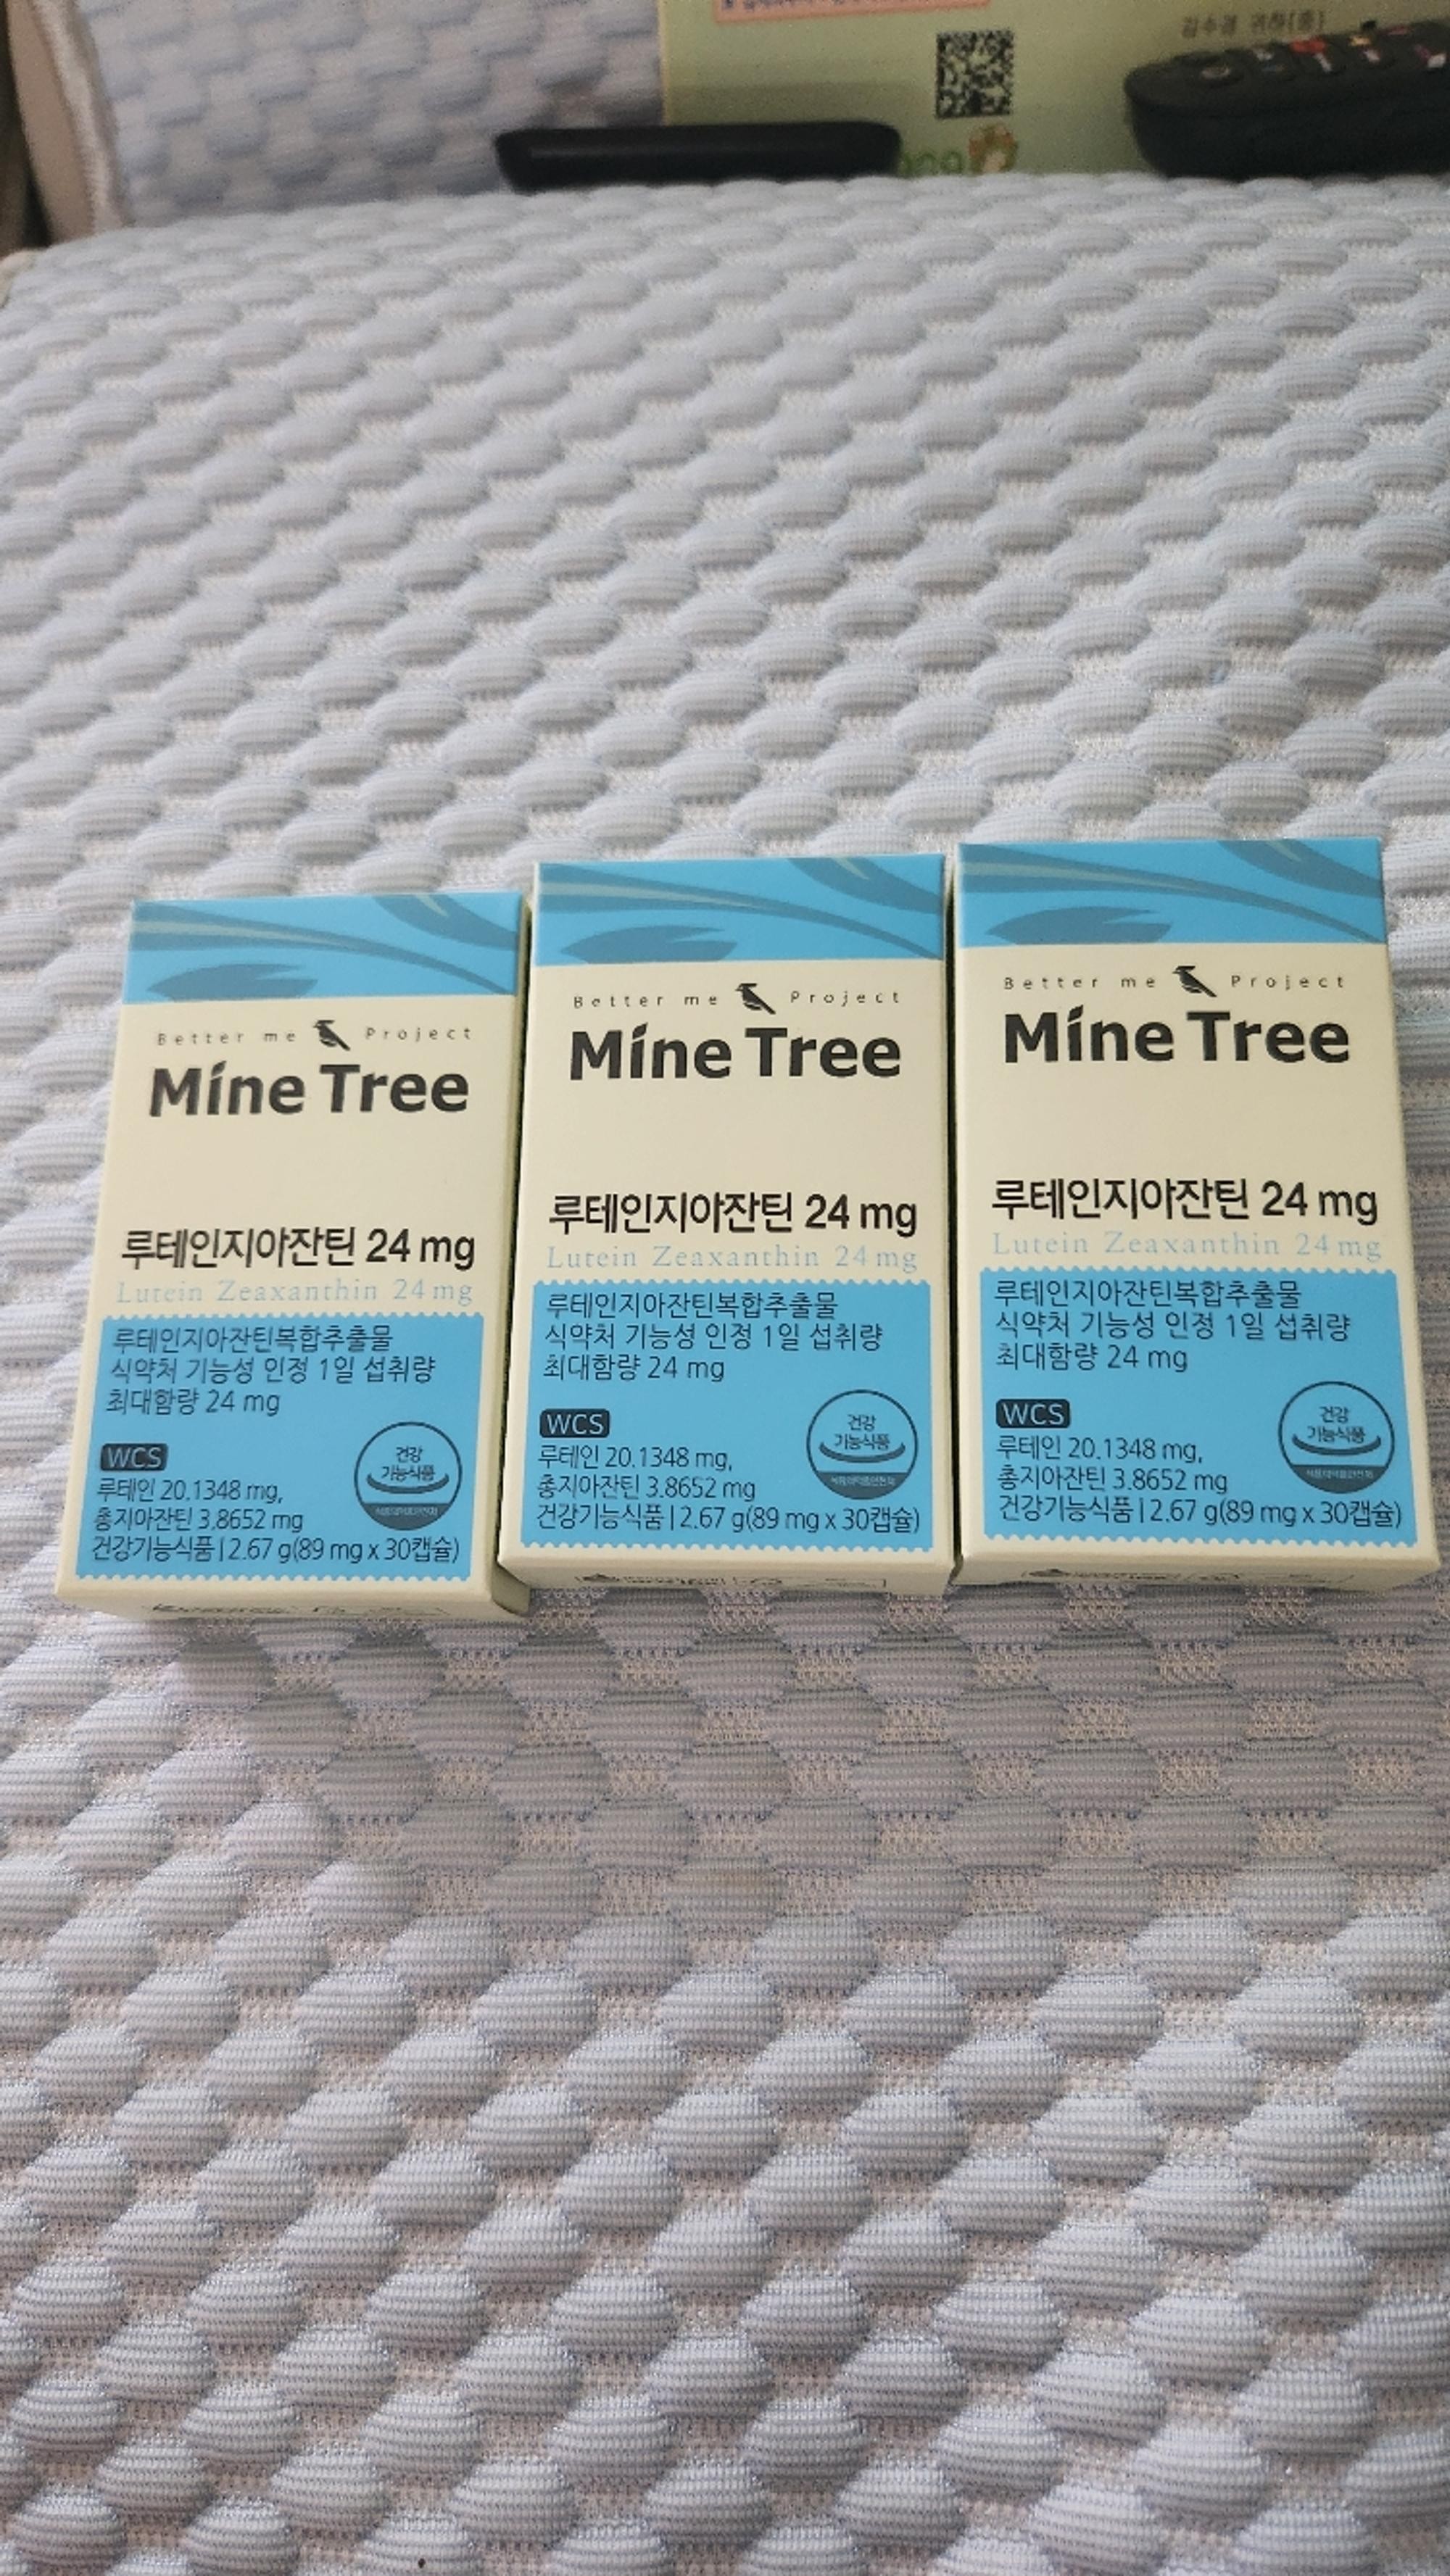 Better me Project
Mine Tree
루테인지아잔틴 24 mg
Lutein Zeaxanthin 24mg
루테인지아잔틴복합추출물
식약처 기능성 인정 1일 섭취량
최대함량 24 mg
WCS
루테인 20.1348 mg,
총지아잔틴 3.8652 mg
건강기능식품 | 2.67 g(89 mg x 30캡슐)
건강
기능식품
Better me Project
Mine Tree
루테인지아잔틴 24 mg
Lutein Zeaxanthin 24mg
루테인지아잔틴복합추출물
식약처 기능성 인정 1일 섭취량
최대함량 24 mg
WCS
루테인 20.1348 mg,
총지아잔틴 3.8652 mg
건강기능식품 | 2.67 g(89 mg x 30캡슐)
건강
기능식품
Better me Project
Mine Tree
루테인지아잔틴 24 mg
Lutein Zeaxanthin 24mg
루테인지아잔틴복합추출물
식약처 기능성 인정 1일 섭취량
최대함량 24 mg
WCS
루테인 20.1348 mg,
총지아잔틴 3.8652 mg
건강기능식품 | 2.67 g(89 mg x 30캡슐)
건강
기능식품